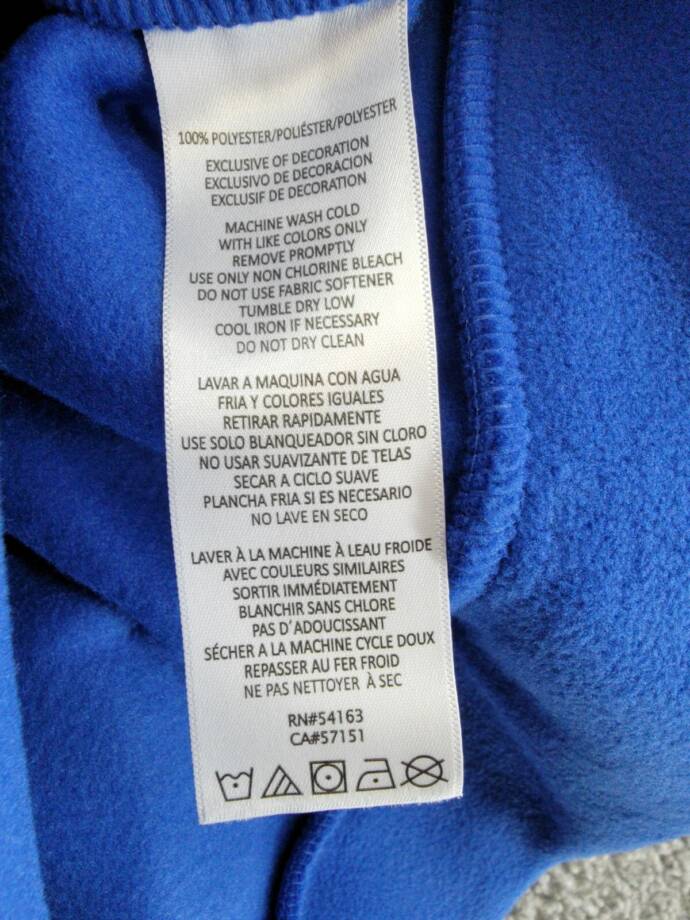 100% POLYESTER/POLIÉSTER/POLYESTER
EXCLUSIVE OF DECORATION
EXCLUSIVO DE DECORACION
EXCLUSIF DE DECORATION
MACHINE WASH COLD
WITH LIKE COLORS ONLY
REMOVE PROMPTLY
USE ONLY NON CHLORINE BLEACH
DO NOT USE FABRIC SOFTENER
TUMBLE DRY LOW
COOL IRON IF NECESSARY
DO NOT DRY CLEAN
LAVAR A MAQUINA CON AGUA
FRIA Y COLORES IGUALES
RETIRAR RAPIDAMENTE
USE SOLO BLANQUEADOR SIN CLORO
NO USAR SUAVIZANTE DE TELAS
SECAR A CICLO SUAVE
PLANCHA FRIA SI ES NECESARIO
NO LAVE EN SECO
LAVER À LA MACHINE À LEAU FROIDE
AVEC COULEURS SIMILAIRES
SORTIR IMMÉDIATEMENT
BLANCHIR SANS CHLORE
PAS D'ADOUCISSANT
SÉCHER A LA MACHINE CYCLE DOUX
REPASSER AU FER FROID
NE PAS NETTOYER À SEC
RN#54163
CA#57151